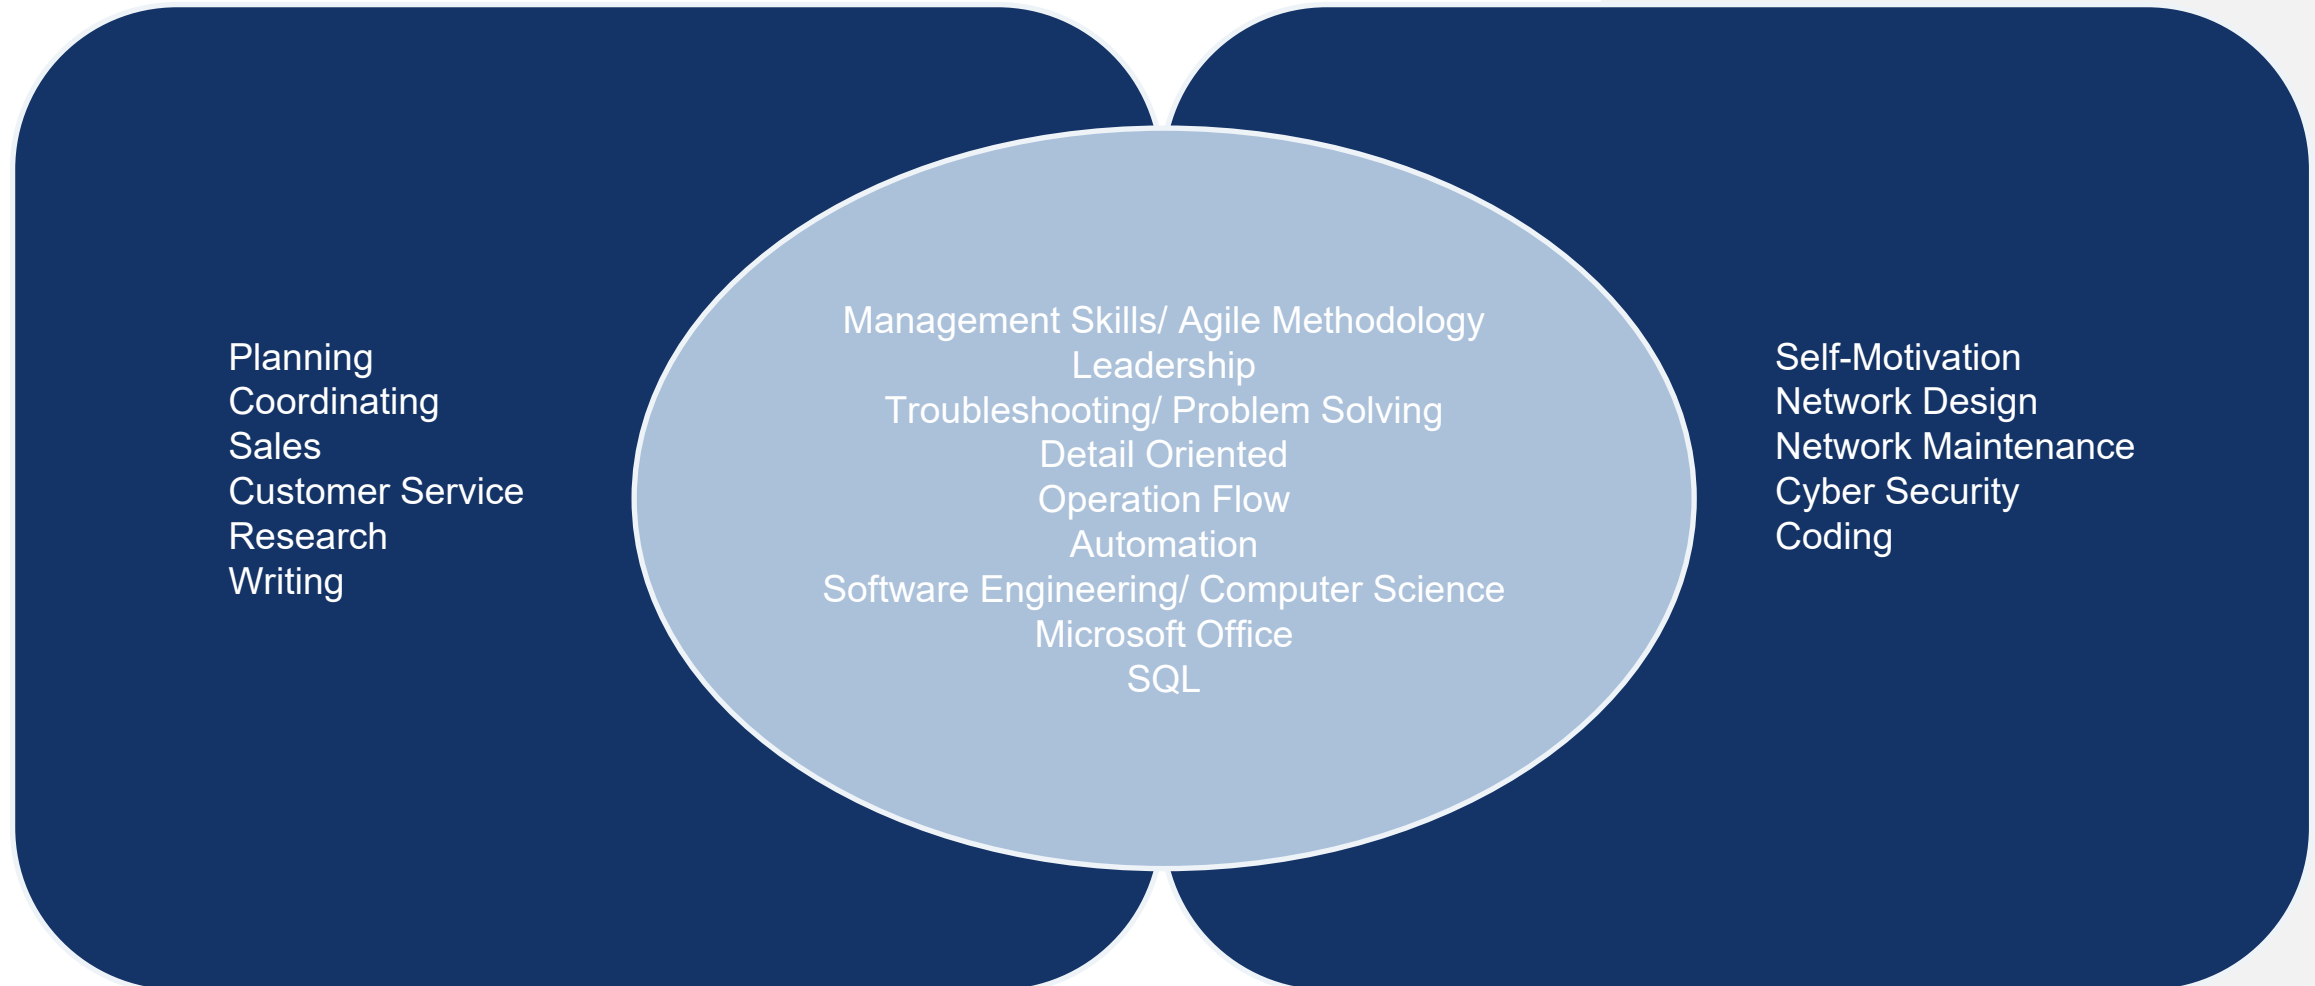 Planning
Coordinating
Sales
Customer Service
Research
Writing
Management Skills/ Agile Methodology
Leadership
Troubleshooting/ Problem Solving
Detail Oriented
Operation Flow
Automation
Software Engineering/ Computer Science
Microsoft Office
SQL
Self-Motivation
Network Design
Network Maintenance
Cyber Security
Coding